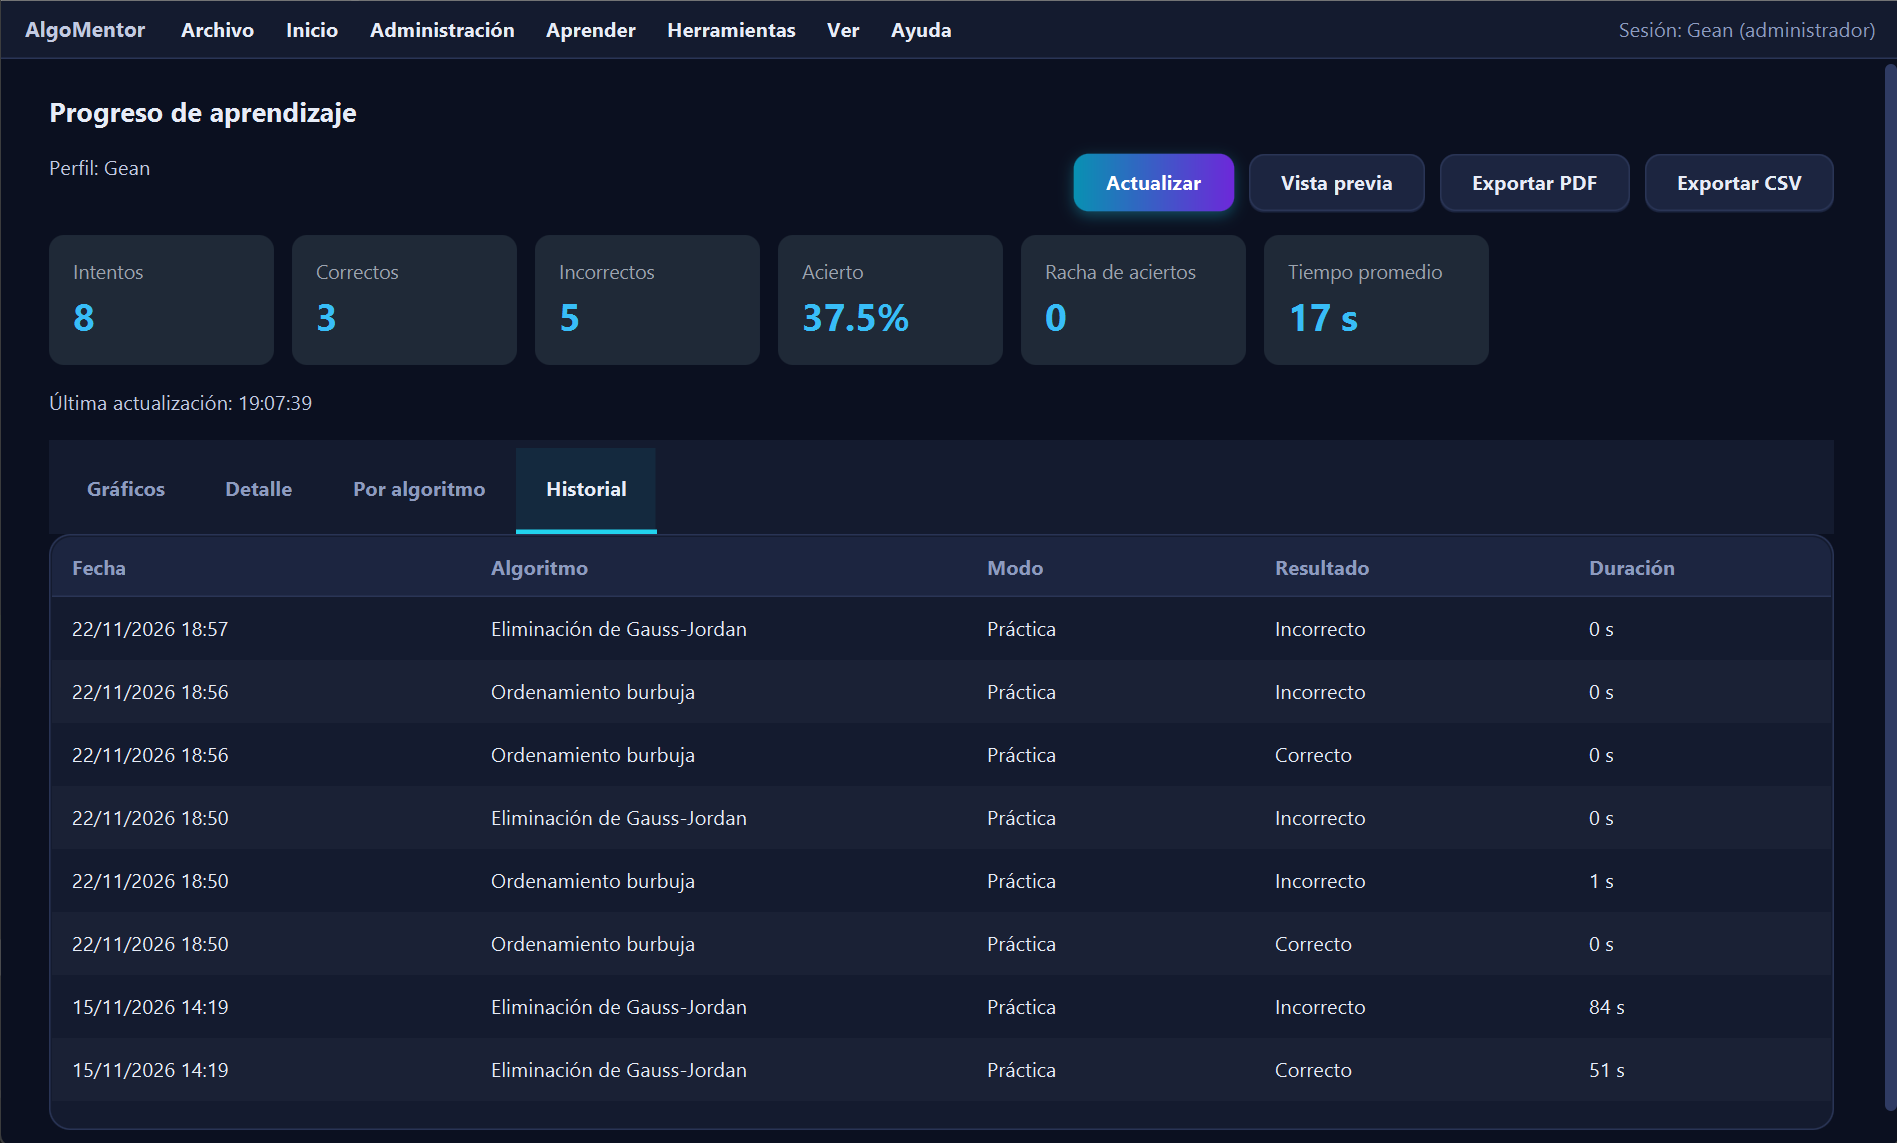 AlgoMentor Archivo Inicio Administración Aprender Herramientas Ver Ayuda Sesión: Gean (administrador)
Progreso de aprendizaje
Perfil: Gean
Actualizar Vista previa Exportar PDF Exportar CSV
Intentos Correctos Incorrectos Acierto Racha de aciertos Tiempo promedio
8 3 5 37.5% 0 17 s
Última actualización: 19:07:39
Gráficos Detalle Por algoritmo Historial
Fecha Algoritmo Modo Resultado Duración
22/11/2026 18:57 Eliminación de Gauss-Jordan Práctica Incorrecto 0 s
22/11/2026 18:56 Ordenamiento burbuja Práctica Incorrecto 0 s
22/11/2026 18:56 Ordenamiento burbuja Práctica Correcto 0 s
22/11/2026 18:50 Eliminación de Gauss-Jordan Práctica Incorrecto 0 s
22/11/2026 18:50 Ordenamiento burbuja Práctica Incorrecto 1 s
22/11/2026 18:50 Ordenamiento burbuja Práctica Correcto 0 s
15/11/2026 14:19 Eliminación de Gauss-Jordan Práctica Incorrecto 84 s
15/11/2026 14:19 Eliminación de Gauss-Jordan Práctica Correcto 51 s